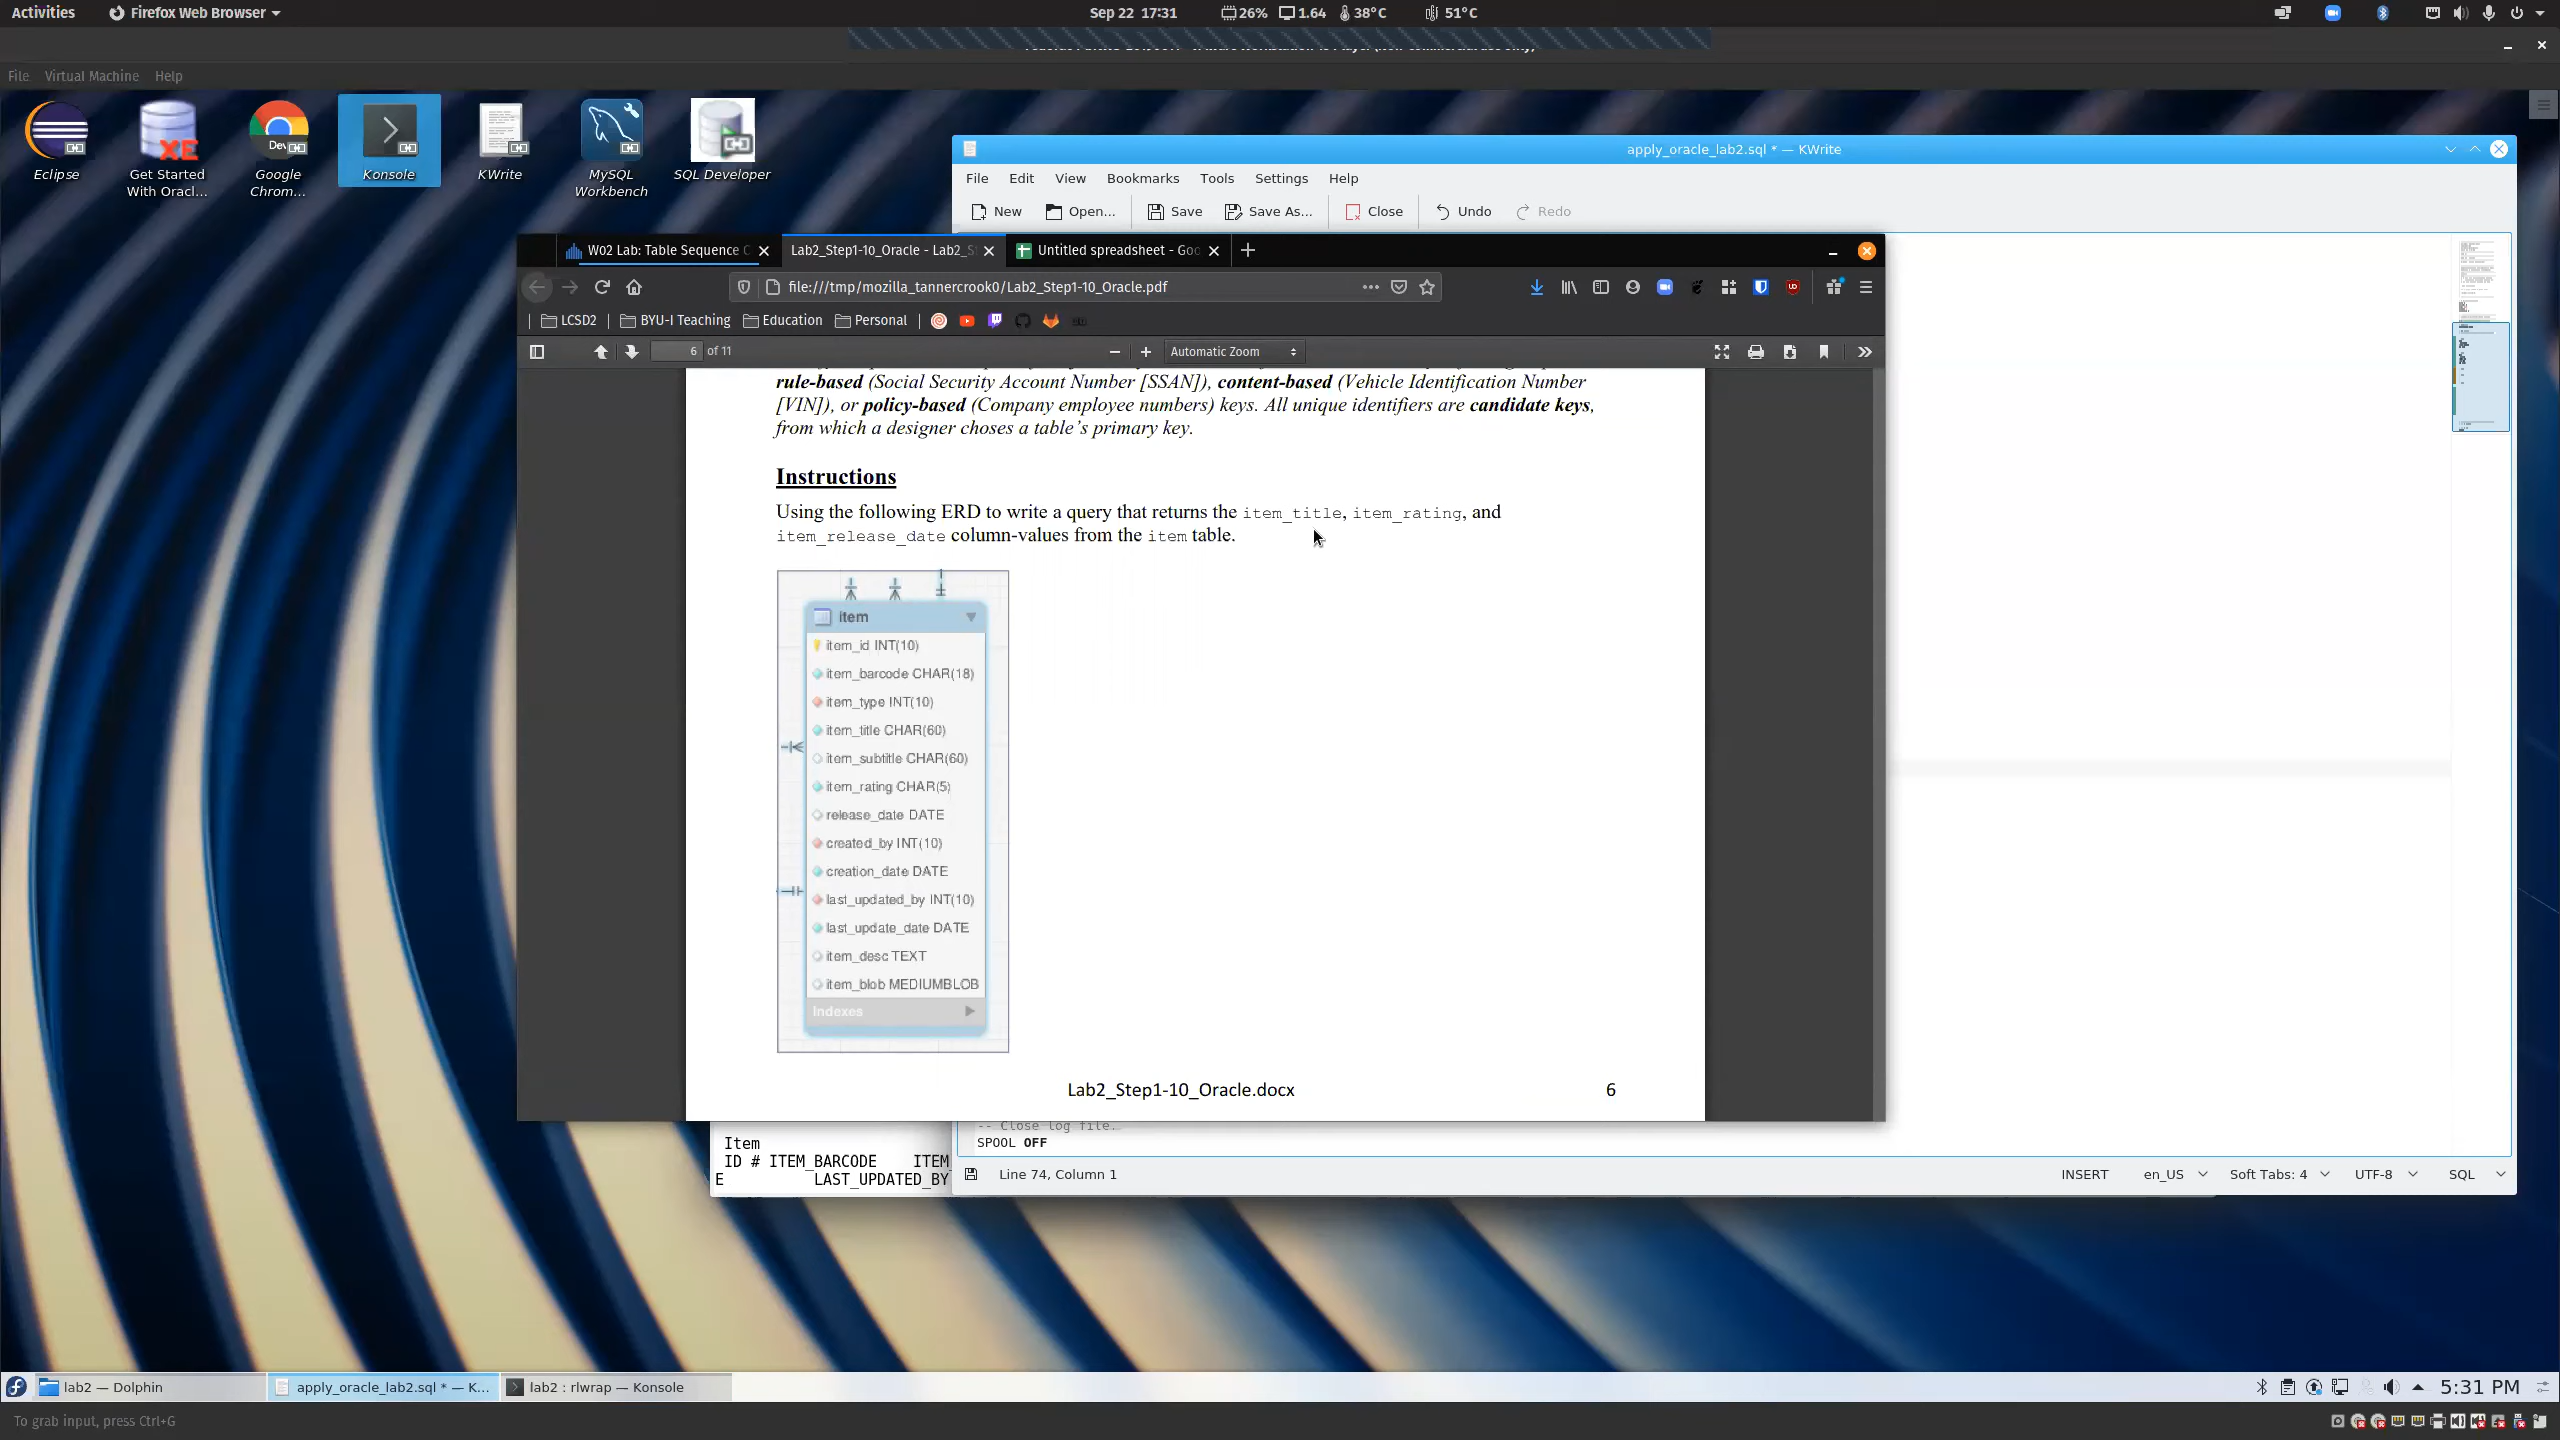 Activities
Firefox Web Browser
Sep 22 17:31
26%
1.64
38°C
51°C
File Virtual Machine Help
Eclipse
Get Started
With Oracl...
XE
Google
Chrom...
Dev
Konsole
KWrite
MySQL
Workbench
SQL Developer
apply_oracle_lab2.sql * — KWrite
File Edit View Bookmarks Tools Settings Help
New Open... Save Save As... Close Undo Redo
W02 Lab: Table Sequence C
Lab2_Step1-10_Oracle - Lab2_S
Untitled spreadsheet - Goo
file:///tmp/mozilla_tannercrook0/Lab2_Step1-10_Oracle.pdf
LCSD2 BYU-I Teaching Education Personal
6 of 11
Automatic Zoom
rule-based (Social Security Account Number [SSAN]), content-based (Vehicle Identification Number
[VIN]), or policy-based (Company employee numbers) keys. All unique identifiers are candidate keys,
from which a designer choses a table's primary key.
Instructions
Using the following ERD to write a query that returns the item_title, item_rating, and
item_release_date column-values from the item table.
item
item_id INT(10)
item_barcode CHAR(18)
item_type INT(10)
item_title CHAR(60)
item_subtitle CHAR(60)
item_rating CHAR(5)
release_date DATE
created_by INT(10)
creation_date DATE
last_updated_by INT(10)
last_update_date DATE
item_desc TEXT
item_blob MEDIUMBLOB
Indexes
Lab2_Step1-10_Oracle.docx
6
Item
ID # ITEM_BARCODE ITEM_
E LAST_UPDATED_BY
-- Close log file.
SPOOL OFF
Line 74, Column 1
INSERT en_US Soft Tabs: 4 UTF-8 SQL
lab2 — Dolphin
apply_oracle_lab2.sql * — K...
lab2 : rlwrap — Konsole
5:31 PM
To grab input, press Ctrl+G